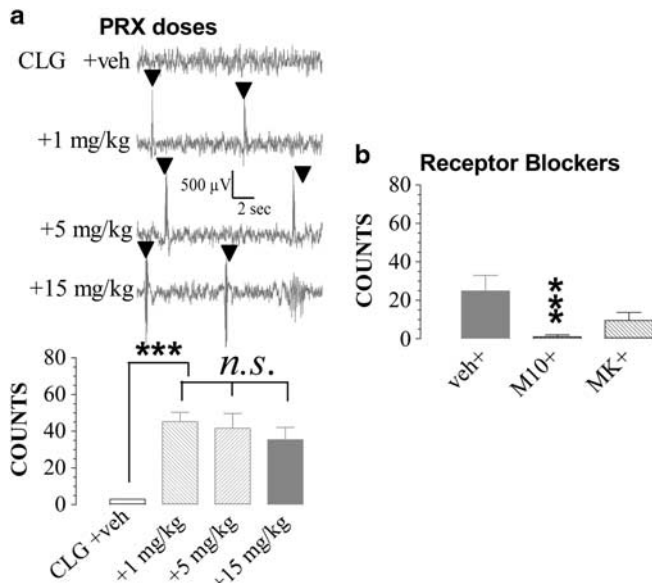 a
PRX doses
CLG +veh
+1 mg/kg
500 µV
2 sec
+5 mg/kg
+15 mg/kg
COUNTS
80
60
40
20
0
***
n.s.
CLG +veh
+1 mg/kg
+5 mg/kg
+15 mg/kg
b
Receptor Blockers
COUNTS
80
60
40
20
0
***
veh+
M10+
MK+